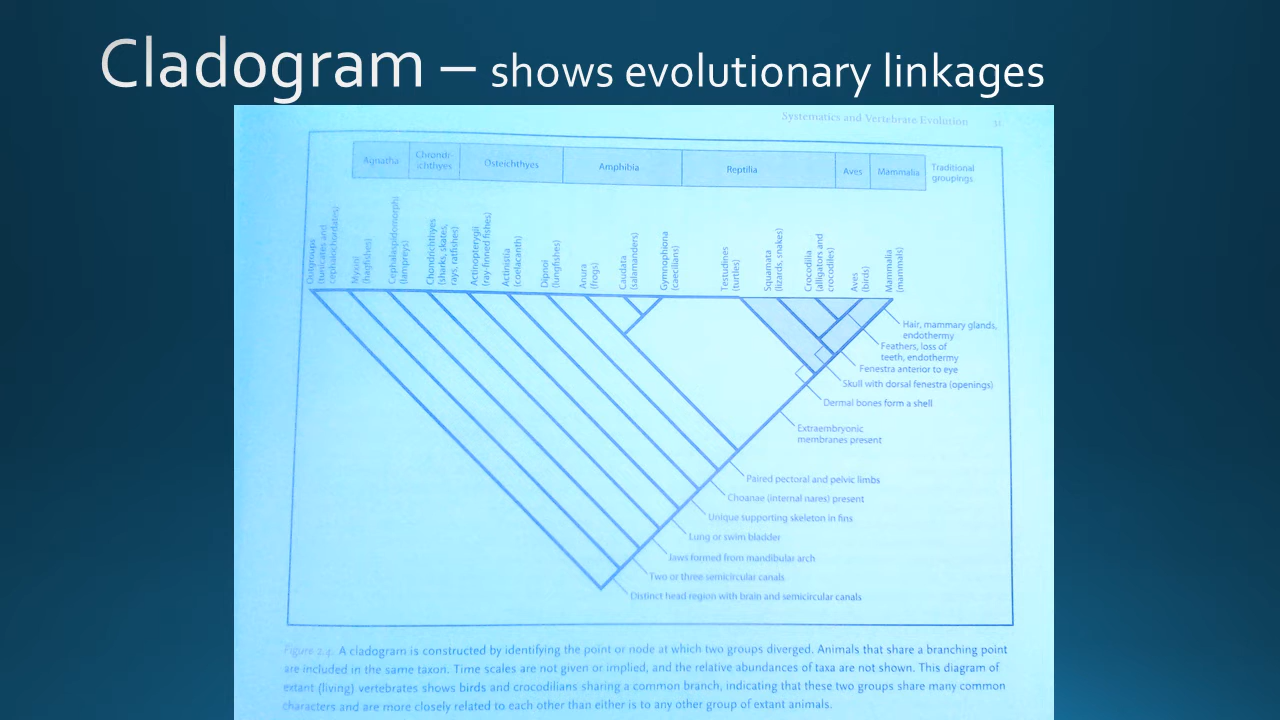 Cladogram – shows evolutionary linkages
Systematics and Vertebrate Evolution 31
Agnatha
Chrondr-
ichthyes
Osteichthyes
Amphibia
Reptilia
Aves
Mammalia
Traditional
groupings
Outgroups
(tunicates and
cephalochordates)
Myxini
(hagfishes)
Cephalaspidomorphi
(lampreys)
Chondrichthyes
(sharks, skates,
rays, ratfishes)
Actinopterygii
(ray-finned fishes)
Actinistia
(coelacanth)
Dipnoi
(lungfishes)
Anura
(frogs)
Caudata
(salamanders)
Gymnophiona
(caecilians)
Testudines
(turtles)
Squamata
(lizards, snakes)
Crocodilia
(alligators and
crocodiles)
Aves
(birds)
Mammalia
(mammals)
Hair, mammary glands,
endothermy
Feathers, loss of
teeth, endothermy
Fenestra anterior to eye
Skull with dorsal fenestra (openings)
Dermal bones form a shell
Extraembryonic
membranes present
Paired pectoral and pelvic limbs
Choanae (internal nares) present
Unique supporting skeleton in fins
Lung or swim bladder
Jaws formed from mandibular arch
Two or three semicircular canals
Distinct head region with brain and semicircular canals
Figure 2.4. A cladogram is constructed by identifying the point or node at which two groups diverged. Animals that share a branching point
are included in the same taxon. Time scales are not given or implied, and the relative abundances of taxa are not shown. This diagram of
extant (living) vertebrates shows birds and crocodilians sharing a common branch, indicating that these two groups share many common
characters and are more closely related to each other than either is to any other group of extant animals.